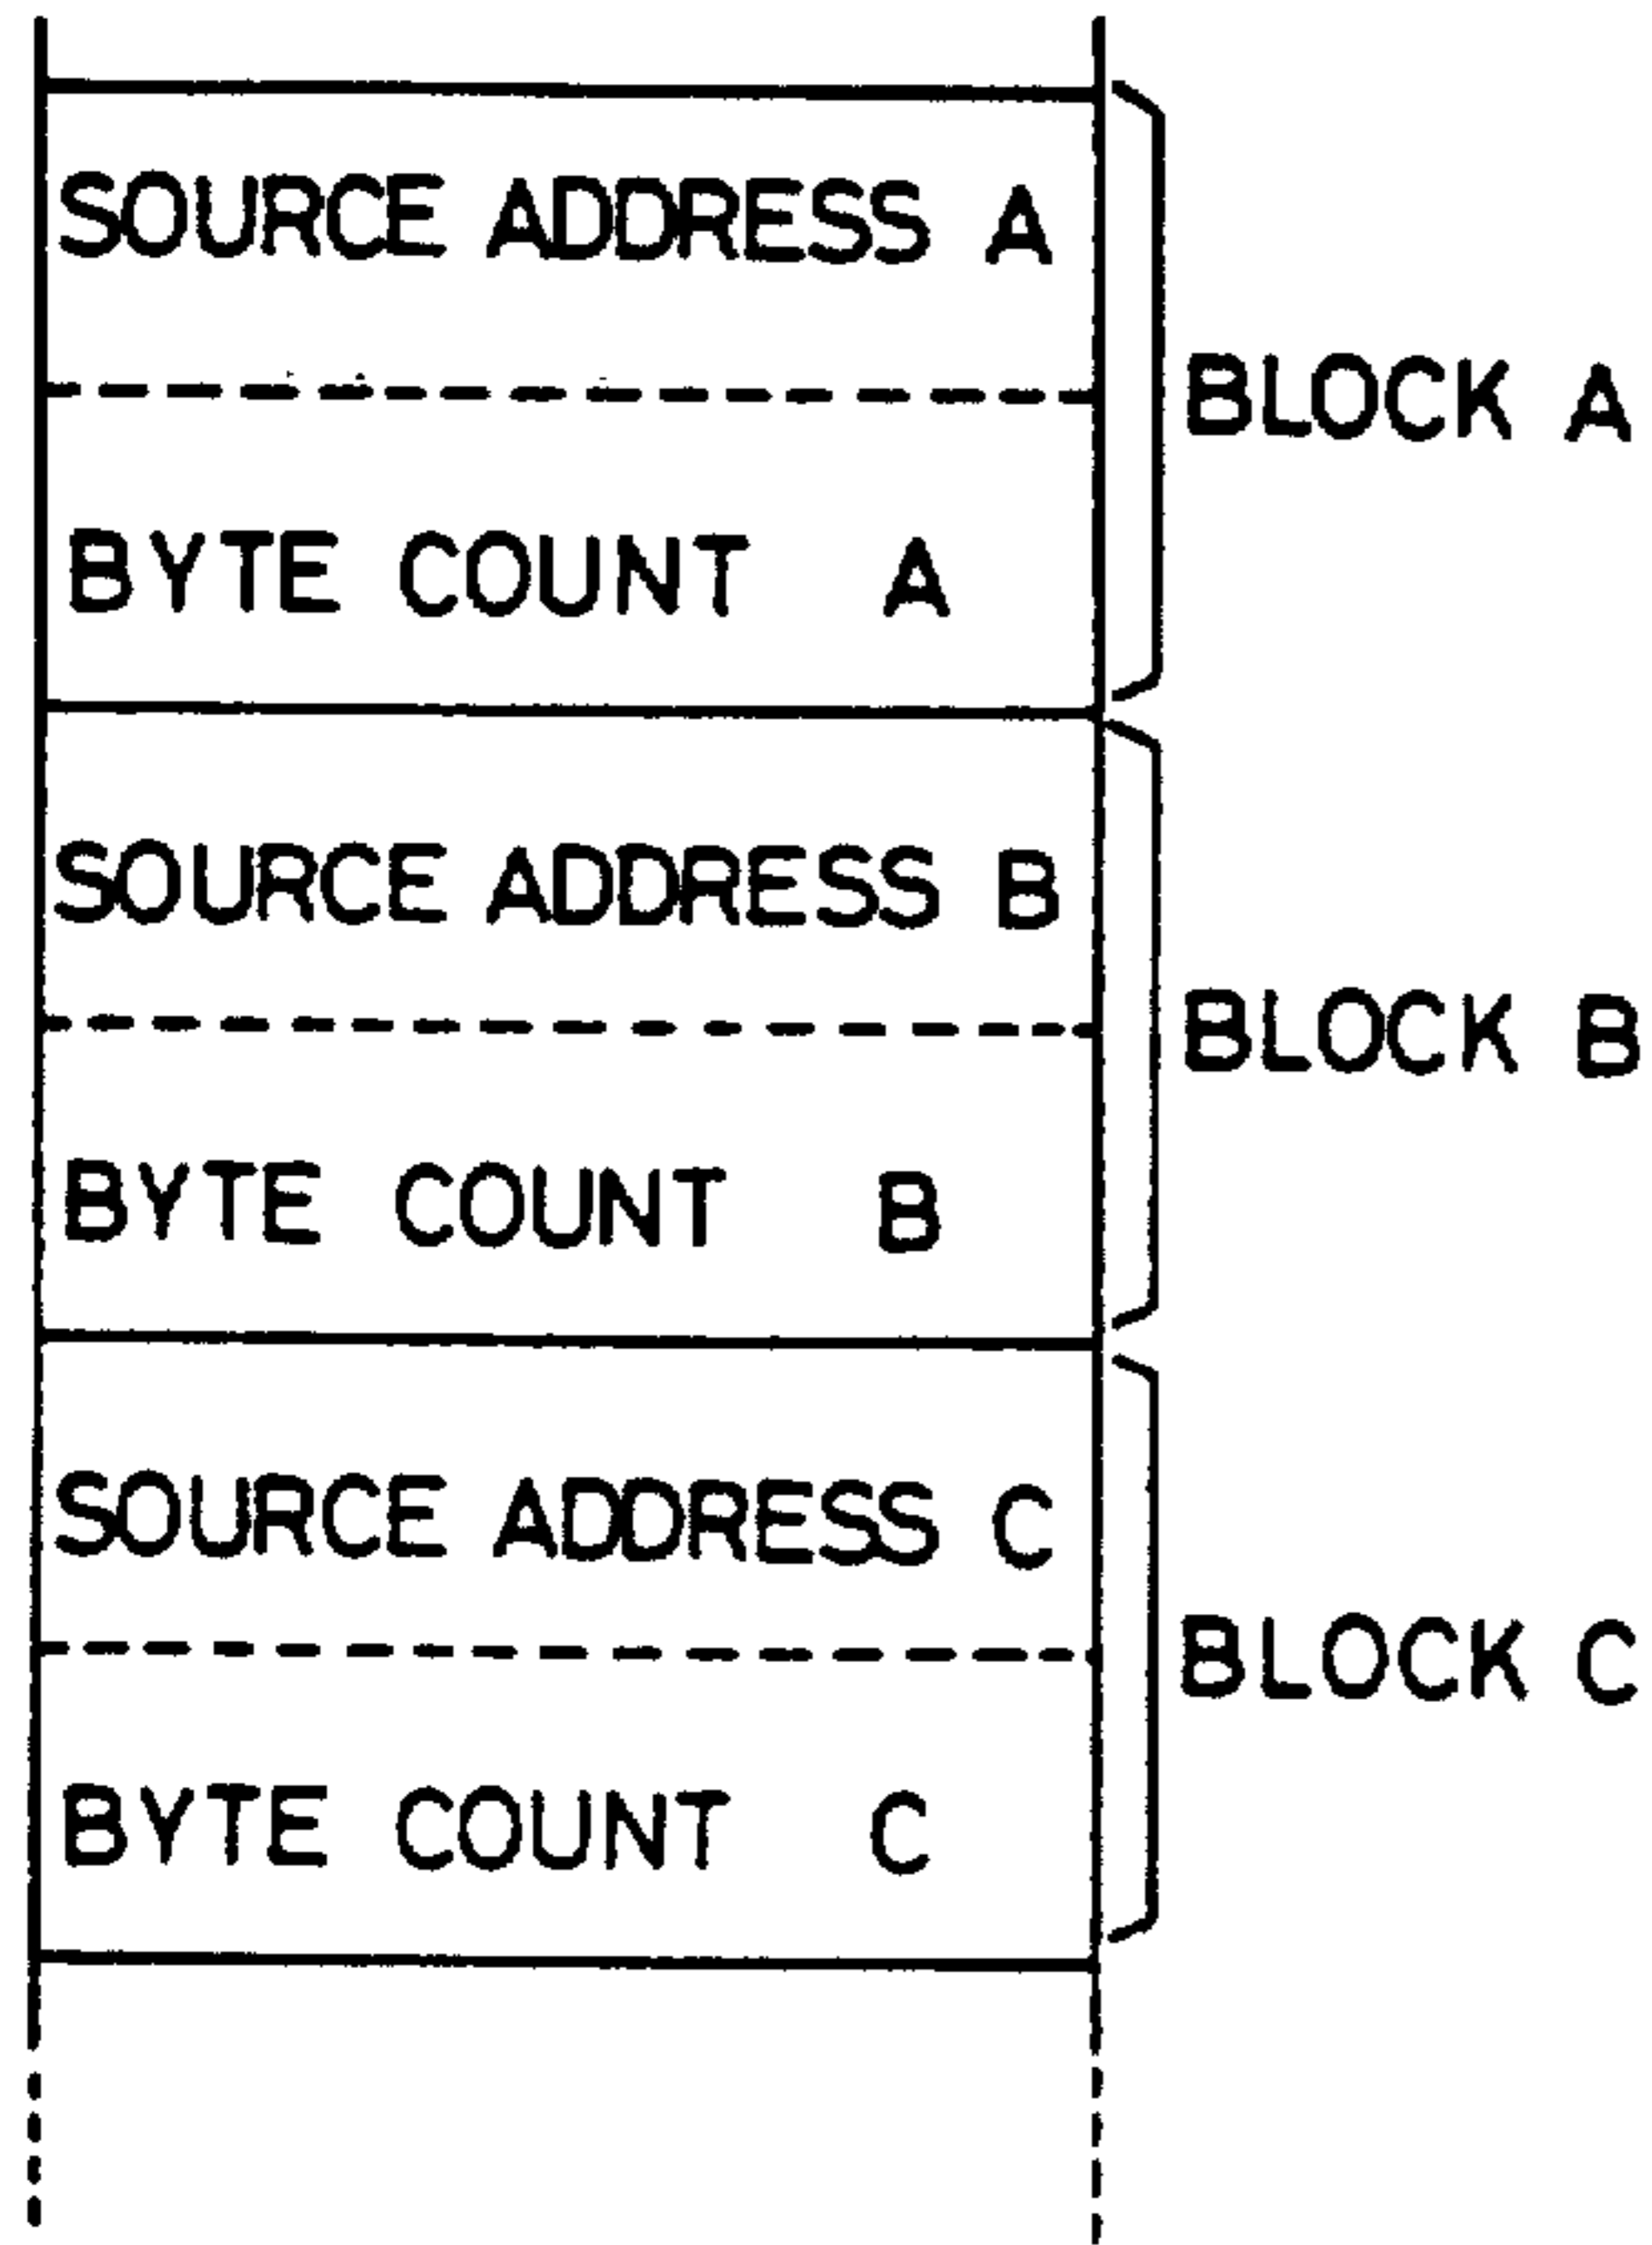 SOURCE ADDRESS A
BLOCK A
BYTE COUNT A
SOURCE ADDRESS B
BLOCK B
BYTE COUNT B
SOURCE ADDRESS C
BLOCK C
BYTE COUNT C